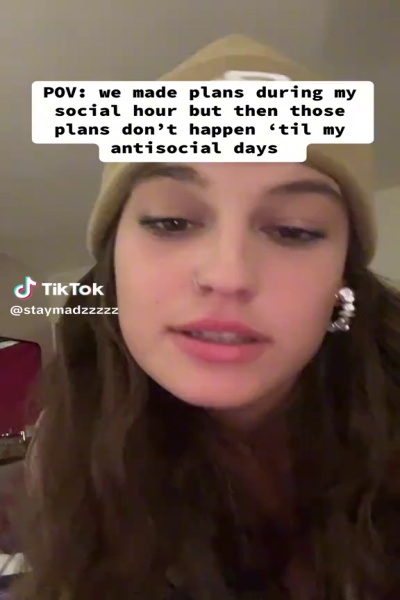 POV: we made plans during my
social hour but then those
plans don’t happen ‘til my
antisocial days
TikTok
@staymadzzzzz